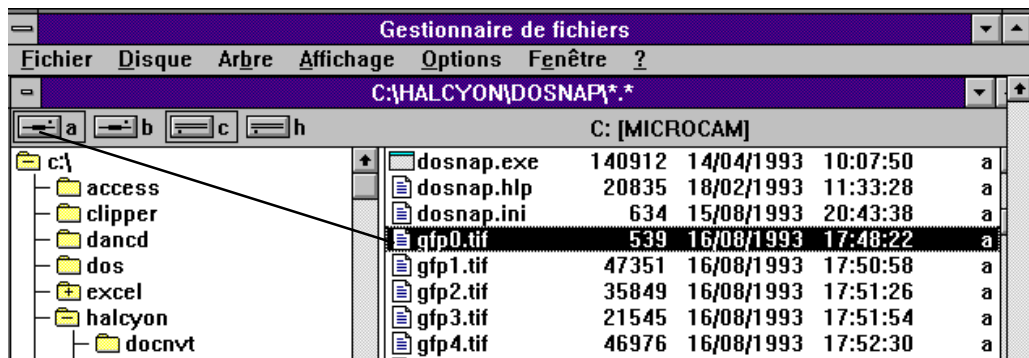 Gestionnaire de fichiers
Fichier Disque Arbre Affichage Options Fenêtre ?
C:\HALCYON\DOSNAP\*.*
a b c h C: [MICROCAM]
c:\ dosnap.exe 140912 14/04/1993 10:07:50 a
access dosnap.hlp 20835 18/02/1993 11:33:28 a
clipper dosnap.ini 634 15/08/1993 20:43:38 a
dancd gfp0.tif 539 16/08/1993 17:48:22 a
dos gfp1.tif 47351 16/08/1993 17:50:58 a
excel gfp2.tif 35849 16/08/1993 17:51:26 a
halcyon gfp3.tif 21545 16/08/1993 17:51:54 a
docnvt gfp4.tif 46976 16/08/1993 17:52:30 a